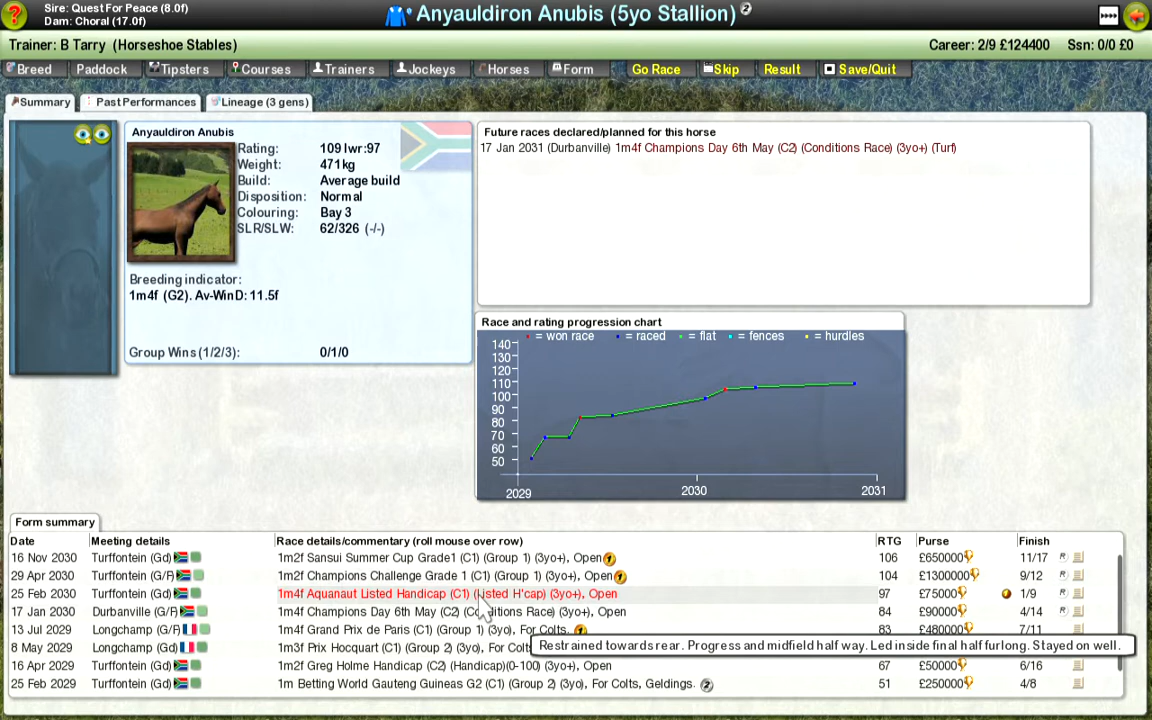 ?
Sire: Quest For Peace (8.0f)
Dam: Choral (17.0f)
Anyauldiron Anubis (5yo Stallion) 2
Trainer: B Tarry (Horseshoe Stables)
Career: 2/9 £124400 Ssn: 0/0 £0
Breed Paddock Tipsters Courses Trainers Jockeys Horses Form Go Race Skip Result Save/Quit
Summary Past Performances Lineage (3 gens)
Anyauldiron Anubis
Rating: 109 lwr:97
Weight: 471kg
Build: Average build
Disposition: Normal
Colouring: Bay 3
SLR/SLW: 62/326 (-/-)
Breeding indicator:
1m4f (G2). Av-WinD: 11.5f
Group Wins (1/2/3): 0/1/0
Future races declared/planned for this horse
17 Jan 2031 (Durbanville) 1m4f Champions Day 6th May (C2) (Conditions Race) (3yo+) (Turf)
Race and rating progression chart
= won race = raced = flat = fences = hurdles
140
130
120
110
100
90
80
70
60
50
2029 2030 2031
Form summary
Date Meeting details Race details/commentary (roll mouse over row) RTG Purse Finish
16 Nov 2030 Turffontein (Gd) 1m2f Sansui Summer Cup Grade1 (C1) (Group 1) (3yo+), Open 1 106 £650000 11/17 R
29 Apr 2030 Turffontein (G/F) 1m2f Champions Challenge Grade 1 (C1) (Group 1) (3yo+), Open 1 104 £1300000 9/12 R
25 Feb 2030 Turffontein (Gd) 1m4f Aquanaut Listed Handicap (C1) (Listed H'cap) (3yo+), Open 97 £75000 1/9 R
17 Jan 2030 Durbanville (G/F) 1m4f Champions Day 6th May (C2) (Conditions Race) (3yo+), Open 84 £90000 4/14 R
13 Jul 2029 Longchamp (G/F) 1m4f Grand Prix de Paris (C1) (Group 1) (3yo), For Colts. 1 83 £480000 7/11
8 May 2029 Longchamp (Gd) 1m3f Prix Hocquart (C1) (Group 2) (3yo), For Colts
Restrained towards rear. Progress and midfield half way. Led inside final half furlong. Stayed on well.
16 Apr 2029 Turffontein (Gd) 1m2f Greg Holme Handicap (C2) (Handicap)(0-100) (3yo+), Open 67 £50000 6/16
25 Feb 2029 Turffontein (Gd) 1m Betting World Gauteng Guineas G2 (C1) (Group 2) (3yo), For Colts, Geldings. 2 51 £250000 4/8